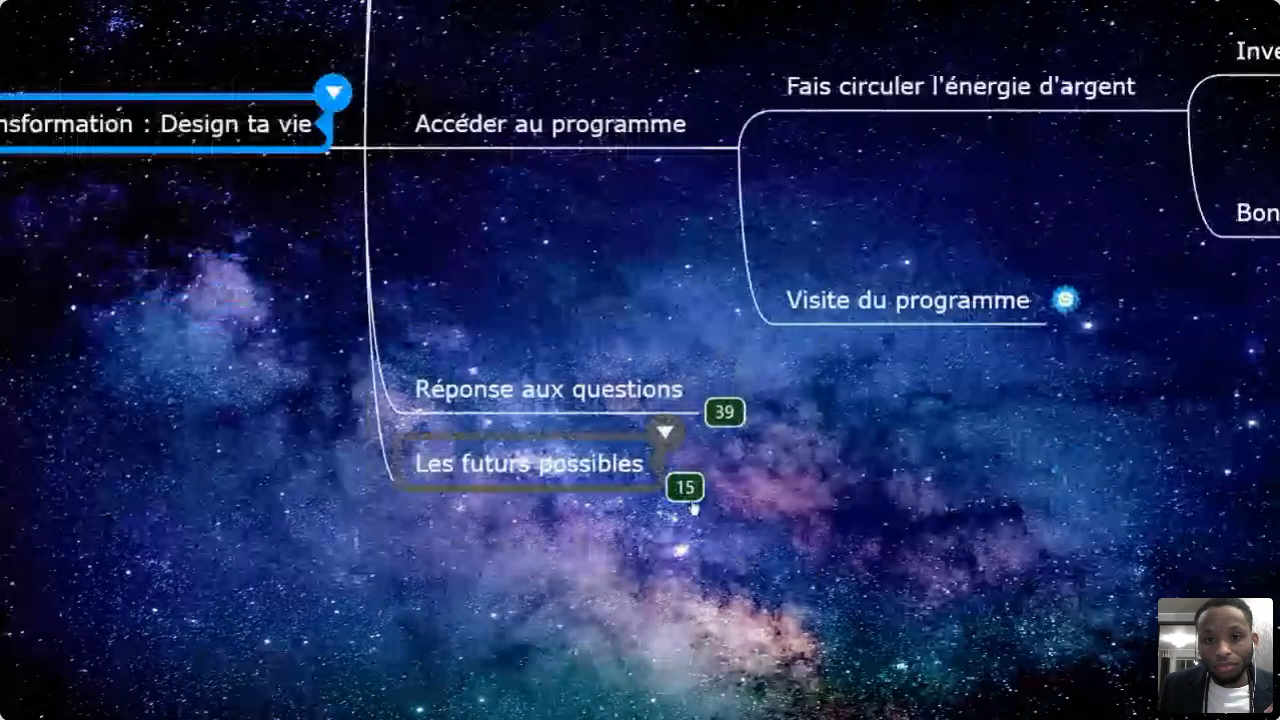 Inve
Fais circuler l'énergie d'argent
nsformation : Design ta vie
Accéder au programme
Bon
Visite du programme
Réponse aux questions
39
Les futurs possibles
15